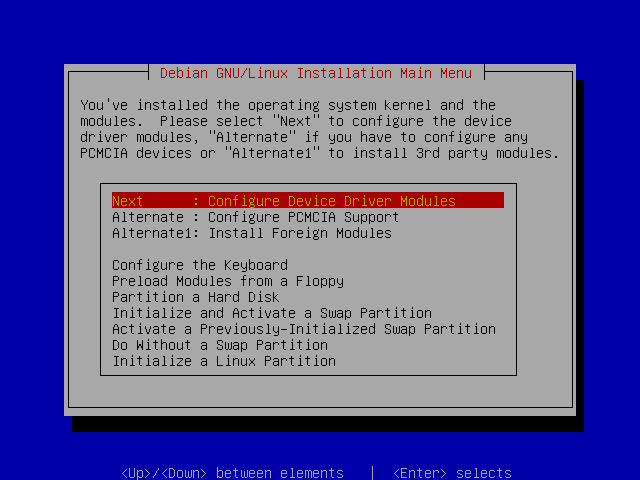 Debian GNU/Linux Installation Main Menu
You've installed the operating system kernel and the
modules.  Please select "Next" to configure the device
driver modules, "Alternate" if you have to configure any
PCMCIA devices or "Alternate1" to install 3rd party modules.
Next      : Configure Device Driver Modules
Alternate : Configure PCMCIA Support
Alternate1: Install Foreign Modules
Configure the Keyboard
Preload Modules from a Floppy
Partition a Hard Disk
Initialize and Activate a Swap Partition
Activate a Previously-Initialized Swap Partition
Do Without a Swap Partition
Initialize a Linux Partition
<Up>/<Down> between elements   |  <Enter> selects